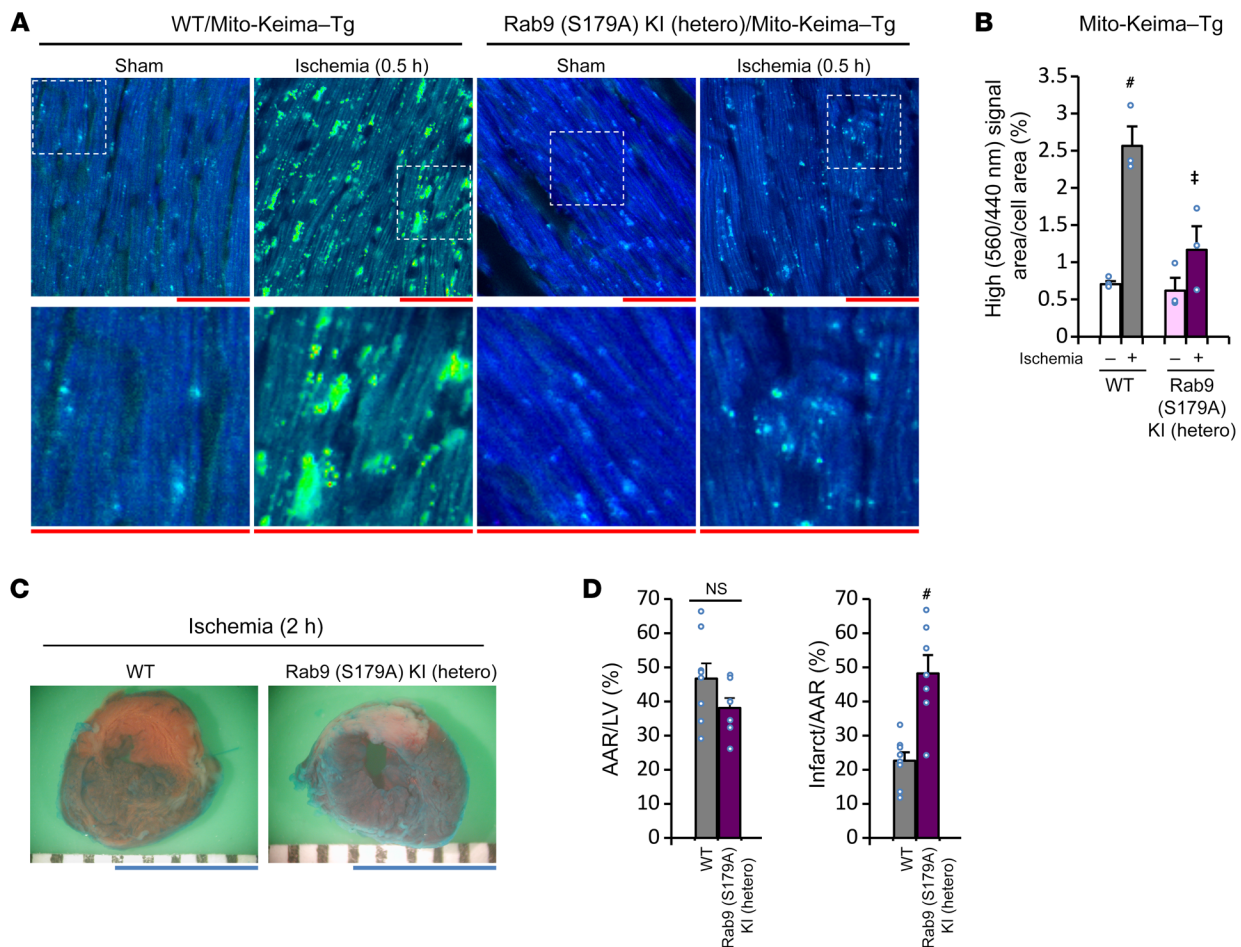 A
WT/Mito-Keima–Tg
Rab9 (S179A) KI (hetero)/Mito-Keima–Tg
Sham
Ischemia (0.5 h)
Sham
Ischemia (0.5 h)
B
Mito-Keima–Tg
High (560/440 nm) signal
area/cell area (%)
3.5
3
2.5
2
1.5
1
0.5
0
#
‡
Ischemia
– + – +
WT
Rab9
(S179A)
KI (hetero)
C
Ischemia (2 h)
WT
Rab9 (S179A) KI (hetero)
D
AAR/LV (%)
70
60
50
40
30
20
10
0
NS
WT
Rab9 (S179A)
KI (hetero)
Infarct/AAR (%)
70
60
50
40
30
20
10
0
#
WT
Rab9 (S179A)
KI (hetero)